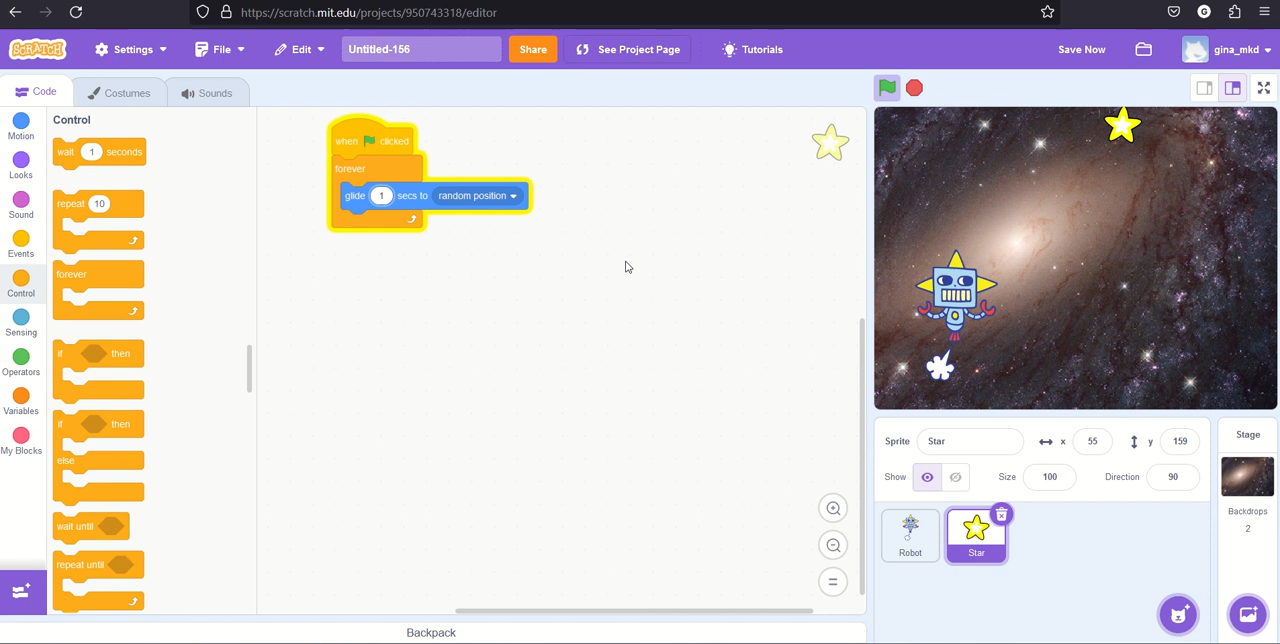 https://scratch.mit.edu/projects/950743318/editor
G
SCRATCH
Settings
File
Edit
Untitled-156
Share
See Project Page
Tutorials
Save Now
gina_mkd
Code
Costumes
Sounds
Motion
Looks
Sound
Events
Control
Sensing
Operators
Variables
My Blocks
Control
wait 1 seconds
repeat 10
forever
if then
if then
else
wait until
repeat until
when clicked
forever
glide 1 secs to random position
Sprite Star x 55 y 159
Show Size 100 Direction 90
Robot
Star
Stage
Backdrops
2
Backpack